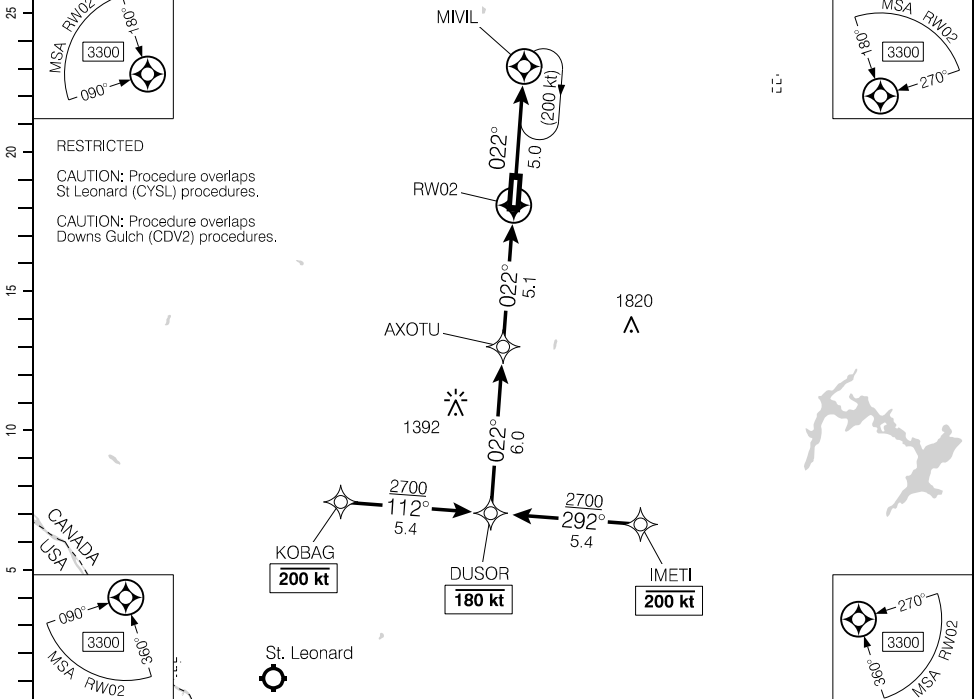 25
20
15
10
5
MSA RW02
180°
3300
090°
MIVIL
MSA RW02
180°
3300
270°
(200 kt)
022°
5.0
RESTRICTED
CAUTION: Procedure overlaps
St Leonard (CYSL) procedures.
CAUTION: Procedure overlaps
Downs Gulch (CDV2) procedures.
RW02
022°
5.1
1820
AXOTU
1392
022°
6.0
2700
112°
5.4
2700
292°
5.4
KOBAG
200 kt
DUSOR
180 kt
IMETI
200 kt
CANADA
USA
090°
3300
360°
MSA RW02
St. Leonard
270°
3300
360°
MSA RW02